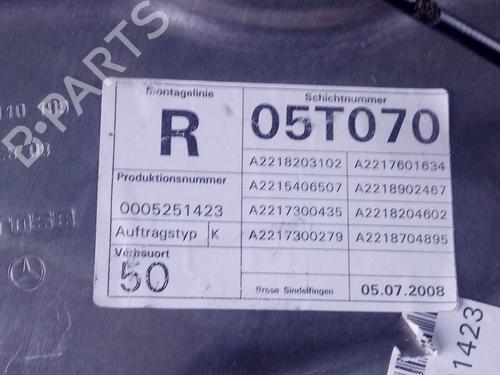 B-PARTS
Montagelinie
R
Schichtnummer
05T070
A2218203102 A2217601634
A2215406507 A2218902467
A2217300435 A2218204602
A2217300279 A2218704895
Produktionsnummer
0005251423
Auftragstyp K
Verbauort
50
Brose Sindelfingen 05.07.2008
1423